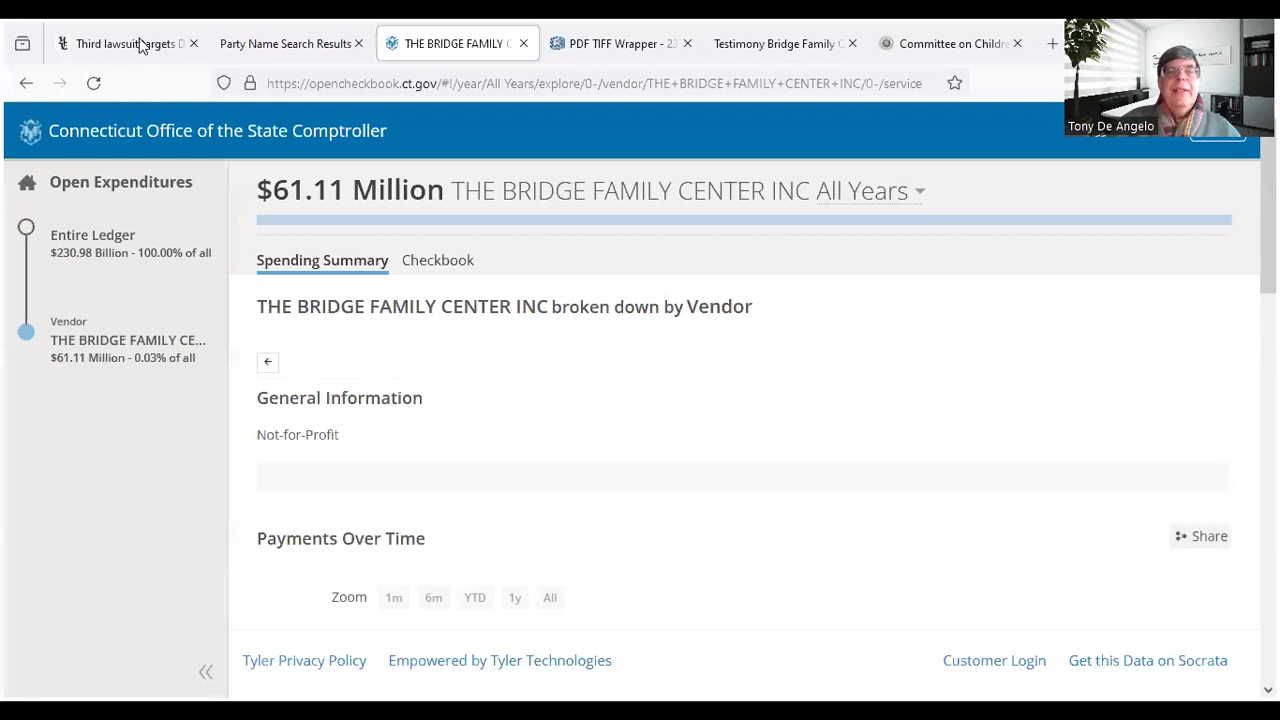 Third lawsuit targets D
Party Name Search Results
THE BRIDGE FAMILY C
PDF TIFF Wrapper - 23
Testimony Bridge Family C
Committee on Chi
https://opencheckbook.ct.gov/#!/year/All Years/explore/0-/vendor/THE+BRIDGE+FAMILY+CENTER+INC/0-/service
Tony De Angelo
Connecticut Office of the State Comptroller
Open Expenditures
Entire Ledger
$230.98 Billion - 100.00% of all
Vendor
THE BRIDGE FAMILY CE...
$61.11 Million - 0.03% of all
$61.11 Million THE BRIDGE FAMILY CENTER INC All Years
Spending Summary
Checkbook
THE BRIDGE FAMILY CENTER INC broken down by Vendor
General Information
Not-for-Profit
Payments Over Time
Share
Zoom
1m
6m
YTD
1y
All
Tyler Privacy Policy
Empowered by Tyler Technologies
Customer Login
Get this Data on Socrata